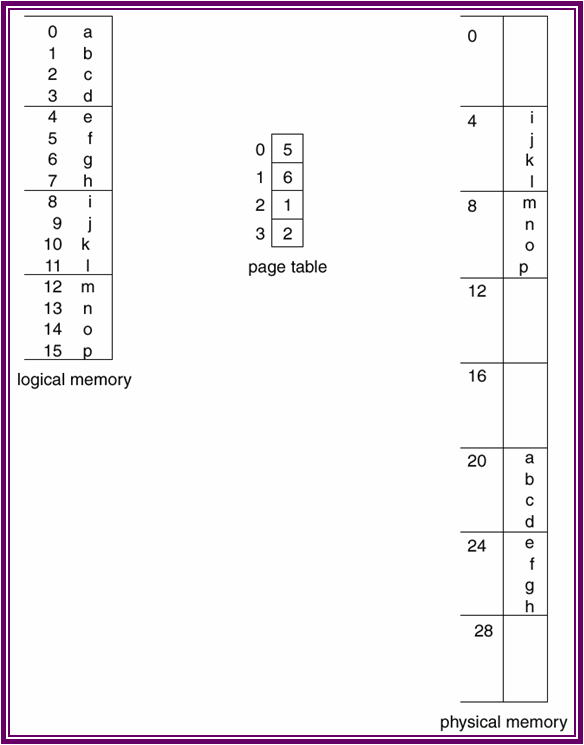 0 a
1 b
2 c
3 d
4 e
5 f
6 g
7 h
8 i
9 j
10 k
11 l
12 m
13 n
14 o
15 p
logical memory
0 5
1 6
2 1
3 2
page table
0
4 i
j
k
l
8 m
n
o
p
12
16
20 a
b
c
d
24 e
f
g
h
28
physical memory